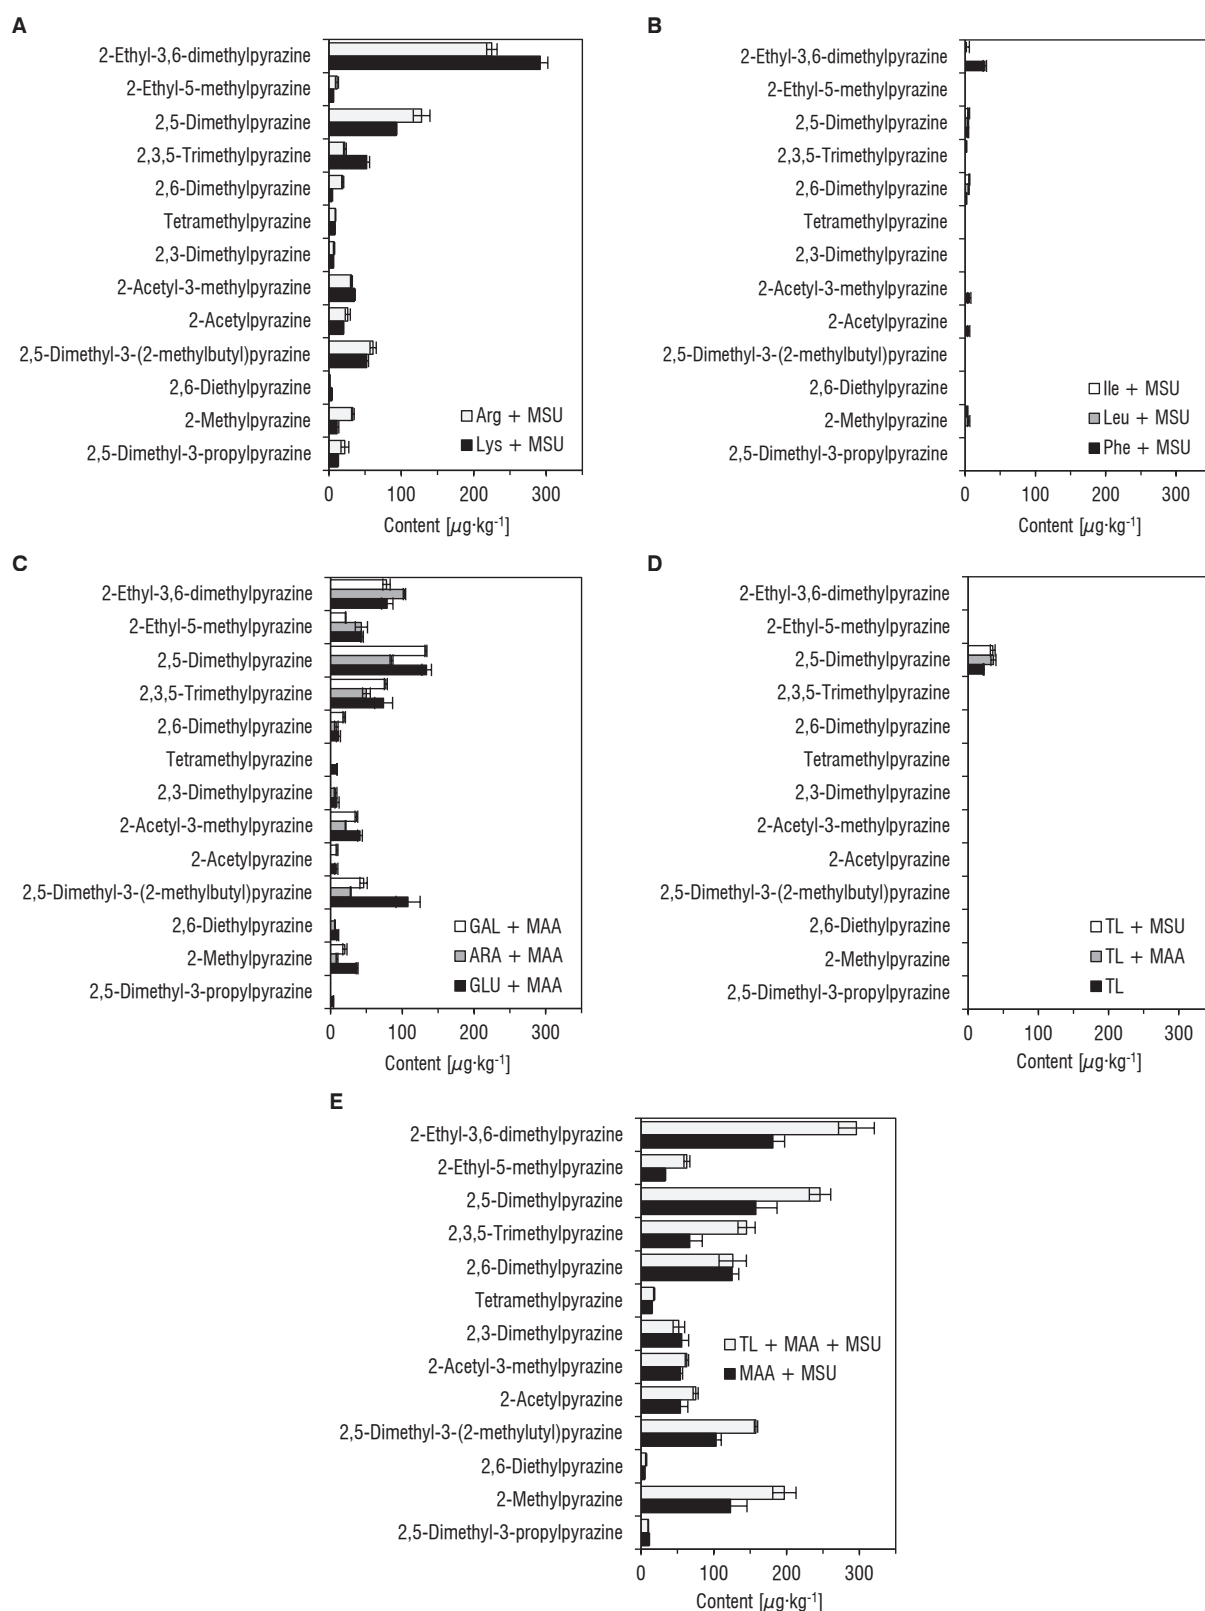 A
2-Ethyl-3,6-dimethylpyrazine
2-Ethyl-5-methylpyrazine
2,5-Dimethylpyrazine
2,3,5-Trimethylpyrazine
2,6-Dimethylpyrazine
Tetramethylpyrazine
2,3-Dimethylpyrazine
2-Acetyl-3-methylpyrazine
2-Acetylpyrazine
2,5-Dimethyl-3-(2-methylbutyl)pyrazine
2,6-Diethylpyrazine
2-Methylpyrazine
2,5-Dimethyl-3-propylpyrazine
Arg + MSU
Lys + MSU
0 100 200 300
Content [µg·kg⁻¹]
B
2-Ethyl-3,6-dimethylpyrazine
2-Ethyl-5-methylpyrazine
2,5-Dimethylpyrazine
2,3,5-Trimethylpyrazine
2,6-Dimethylpyrazine
Tetramethylpyrazine
2,3-Dimethylpyrazine
2-Acetyl-3-methylpyrazine
2-Acetylpyrazine
2,5-Dimethyl-3-(2-methylbutyl)pyrazine
2,6-Diethylpyrazine
2-Methylpyrazine
2,5-Dimethyl-3-propylpyrazine
Ile + MSU
Leu + MSU
Phe + MSU
0 100 200 300
Content [µg·kg⁻¹]
C
2-Ethyl-3,6-dimethylpyrazine
2-Ethyl-5-methylpyrazine
2,5-Dimethylpyrazine
2,3,5-Trimethylpyrazine
2,6-Dimethylpyrazine
Tetramethylpyrazine
2,3-Dimethylpyrazine
2-Acetyl-3-methylpyrazine
2-Acetylpyrazine
2,5-Dimethyl-3-(2-methylbutyl)pyrazine
2,6-Diethylpyrazine
2-Methylpyrazine
2,5-Dimethyl-3-propylpyrazine
GAL + MAA
ARA + MAA
GLU + MAA
0 100 200 300
Content [µg·kg⁻¹]
D
2-Ethyl-3,6-dimethylpyrazine
2-Ethyl-5-methylpyrazine
2,5-Dimethylpyrazine
2,3,5-Trimethylpyrazine
2,6-Dimethylpyrazine
Tetramethylpyrazine
2,3-Dimethylpyrazine
2-Acetyl-3-methylpyrazine
2-Acetylpyrazine
2,5-Dimethyl-3-(2-methylbutyl)pyrazine
2,6-Diethylpyrazine
2-Methylpyrazine
2,5-Dimethyl-3-propylpyrazine
TL + MSU
TL + MAA
TL
0 100 200 300
Content [µg·kg⁻¹]
E
2-Ethyl-3,6-dimethylpyrazine
2-Ethyl-5-methylpyrazine
2,5-Dimethylpyrazine
2,3,5-Trimethylpyrazine
2,6-Dimethylpyrazine
Tetramethylpyrazine
2,3-Dimethylpyrazine
2-Acetyl-3-methylpyrazine
2-Acetylpyrazine
2,5-Dimethyl-3-(2-methylutyl)pyrazine
2,6-Diethylpyrazine
2-Methylpyrazine
2,5-Dimethyl-3-propylpyrazine
TL + MAA + MSU
MAA + MSU
0 100 200 300
Content [µg·kg⁻¹]